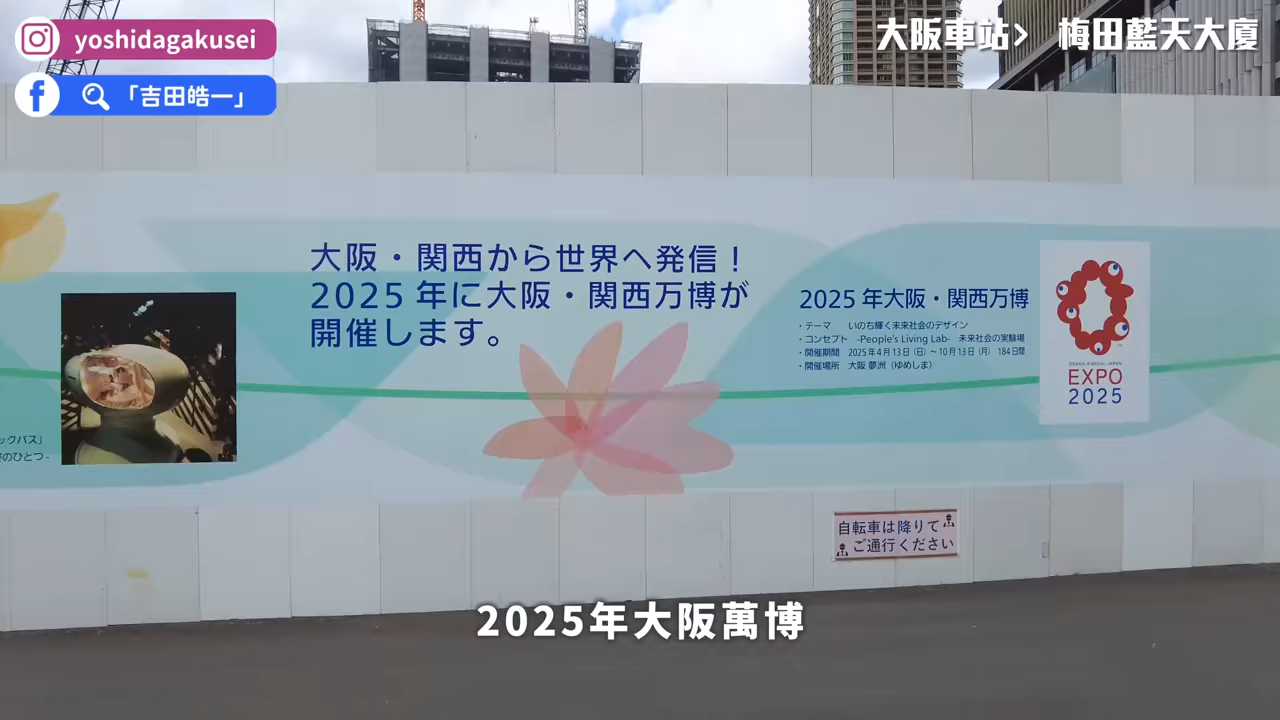 yoshidagakusei
「吉田皓一」
大阪車站> 梅田藍天大廈
大阪・関西から世界へ発信！
2025年に大阪・関西万博が
開催します。
2025年大阪・関西万博
・テーマ いのち輝く未来社会のデザイン
・コンセプト -People's Living Lab- 未来社会の実験場
・開催期間 2025年4月13日（日）～10月13日（月）184日間
・開催場所 大阪 夢洲（ゆめしま）
OSAKA, KANSAI, JAPAN
EXPO
2025
ックパス」
のひとつ-
自転車は降りて
ご通行ください
2025年大阪萬博